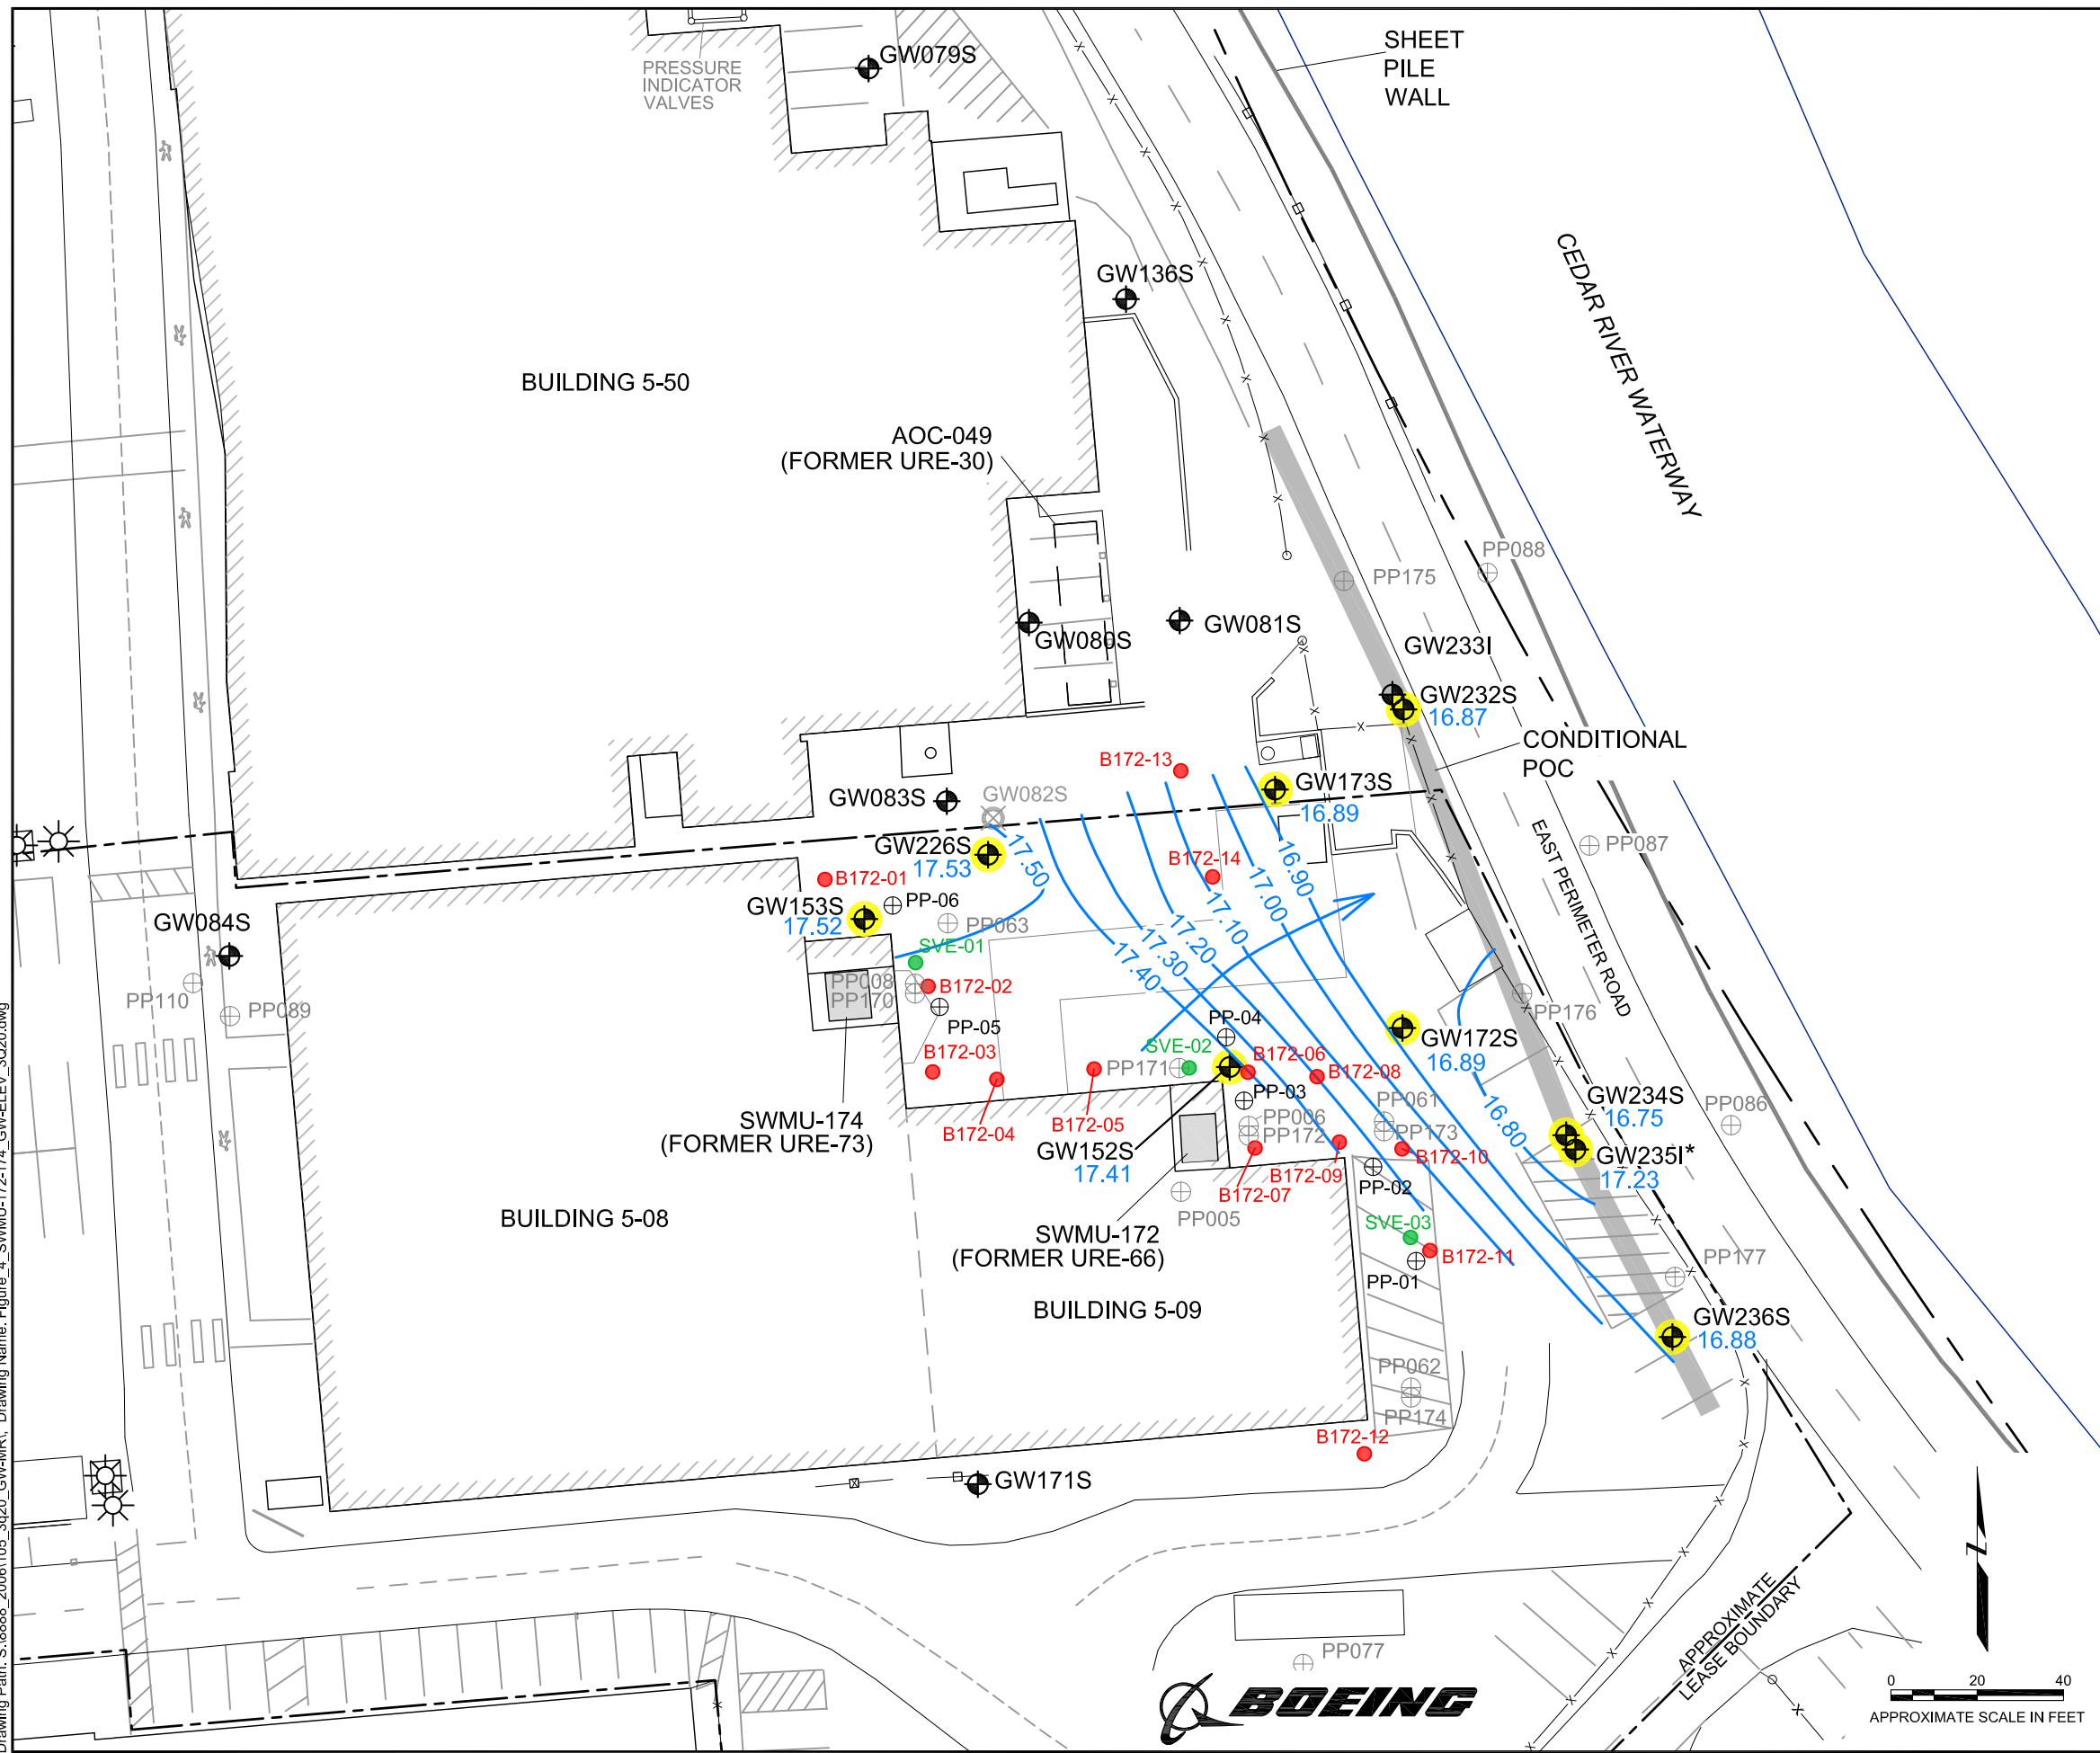 SHEET
PILE
WALL
GW079S
PRESSURE
INDICATOR
VALVES
CEDAR RIVER WATERWAY
GW136S
BUILDING 5-50
AOC-049
(FORMER URE-30)
PP088
PP175
GW081S
GW080S
GW233I
GW232S
16.87
CONDITIONAL
POC
B172-13
GW173S
16.89
GW083S
GW082S
GW226S
17.53
17.50
EAST PERIMETER ROAD
PP087
B172-14
16.90
17.00
17.10
17.20
17.30
17.40
B172-01
PP-06
GW153S
17.52
PP063
GW084S
SVE-01
PP008
PP170
B172-02
PP110
PP089
PP-05
PP176
PP-04
GW172S
16.89
B172-03
SVE-02
PP171
B172-06
B172-08
PP-03
PP061
GW234S
16.75
PP086
16.80
SWMU-174
(FORMER URE-73)
B172-04
B172-05
PP006
PP172
PP173
GW152S
17.41
B172-10
GW235I*
17.23
B172-09
PP-02
B172-07
PP005
BUILDING 5-08
SVE-03
SWMU-172
(FORMER URE-66)
B172-11
PP177
PP-01
BUILDING 5-09
GW236S
16.88
PP062
PP174
B172-12
GW171S
APPROXIMATE
LEASE BOUNDARY
PP077
BOEING
0 20 40
APPROXIMATE SCALE IN FEET